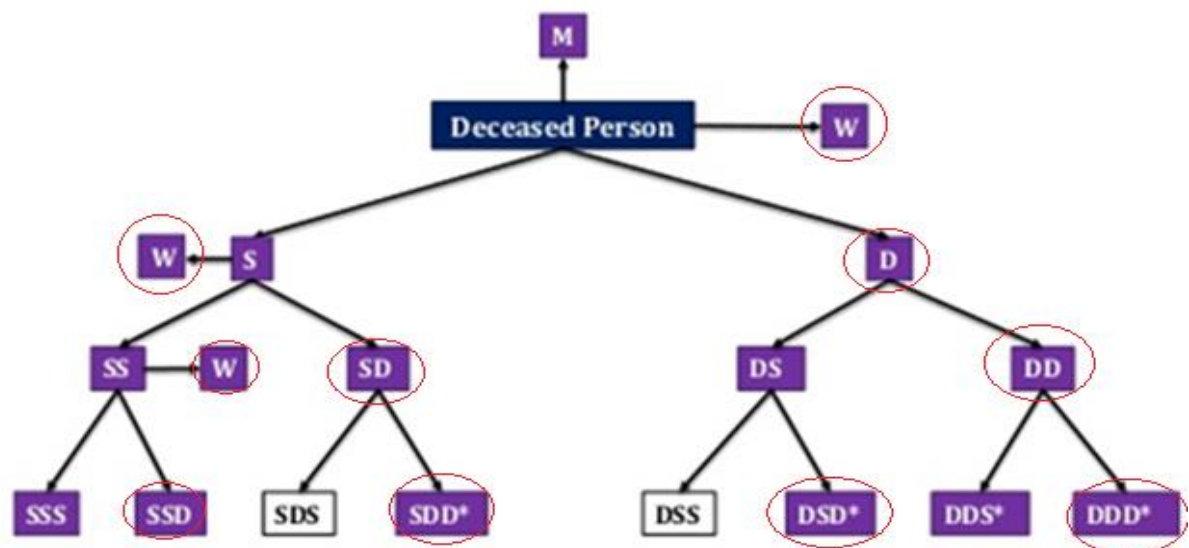 M
Deceased Person W
W S D
SS W SD DS DD
SSS SSD SDS SDD* DSS DSD* DDS* DDD*